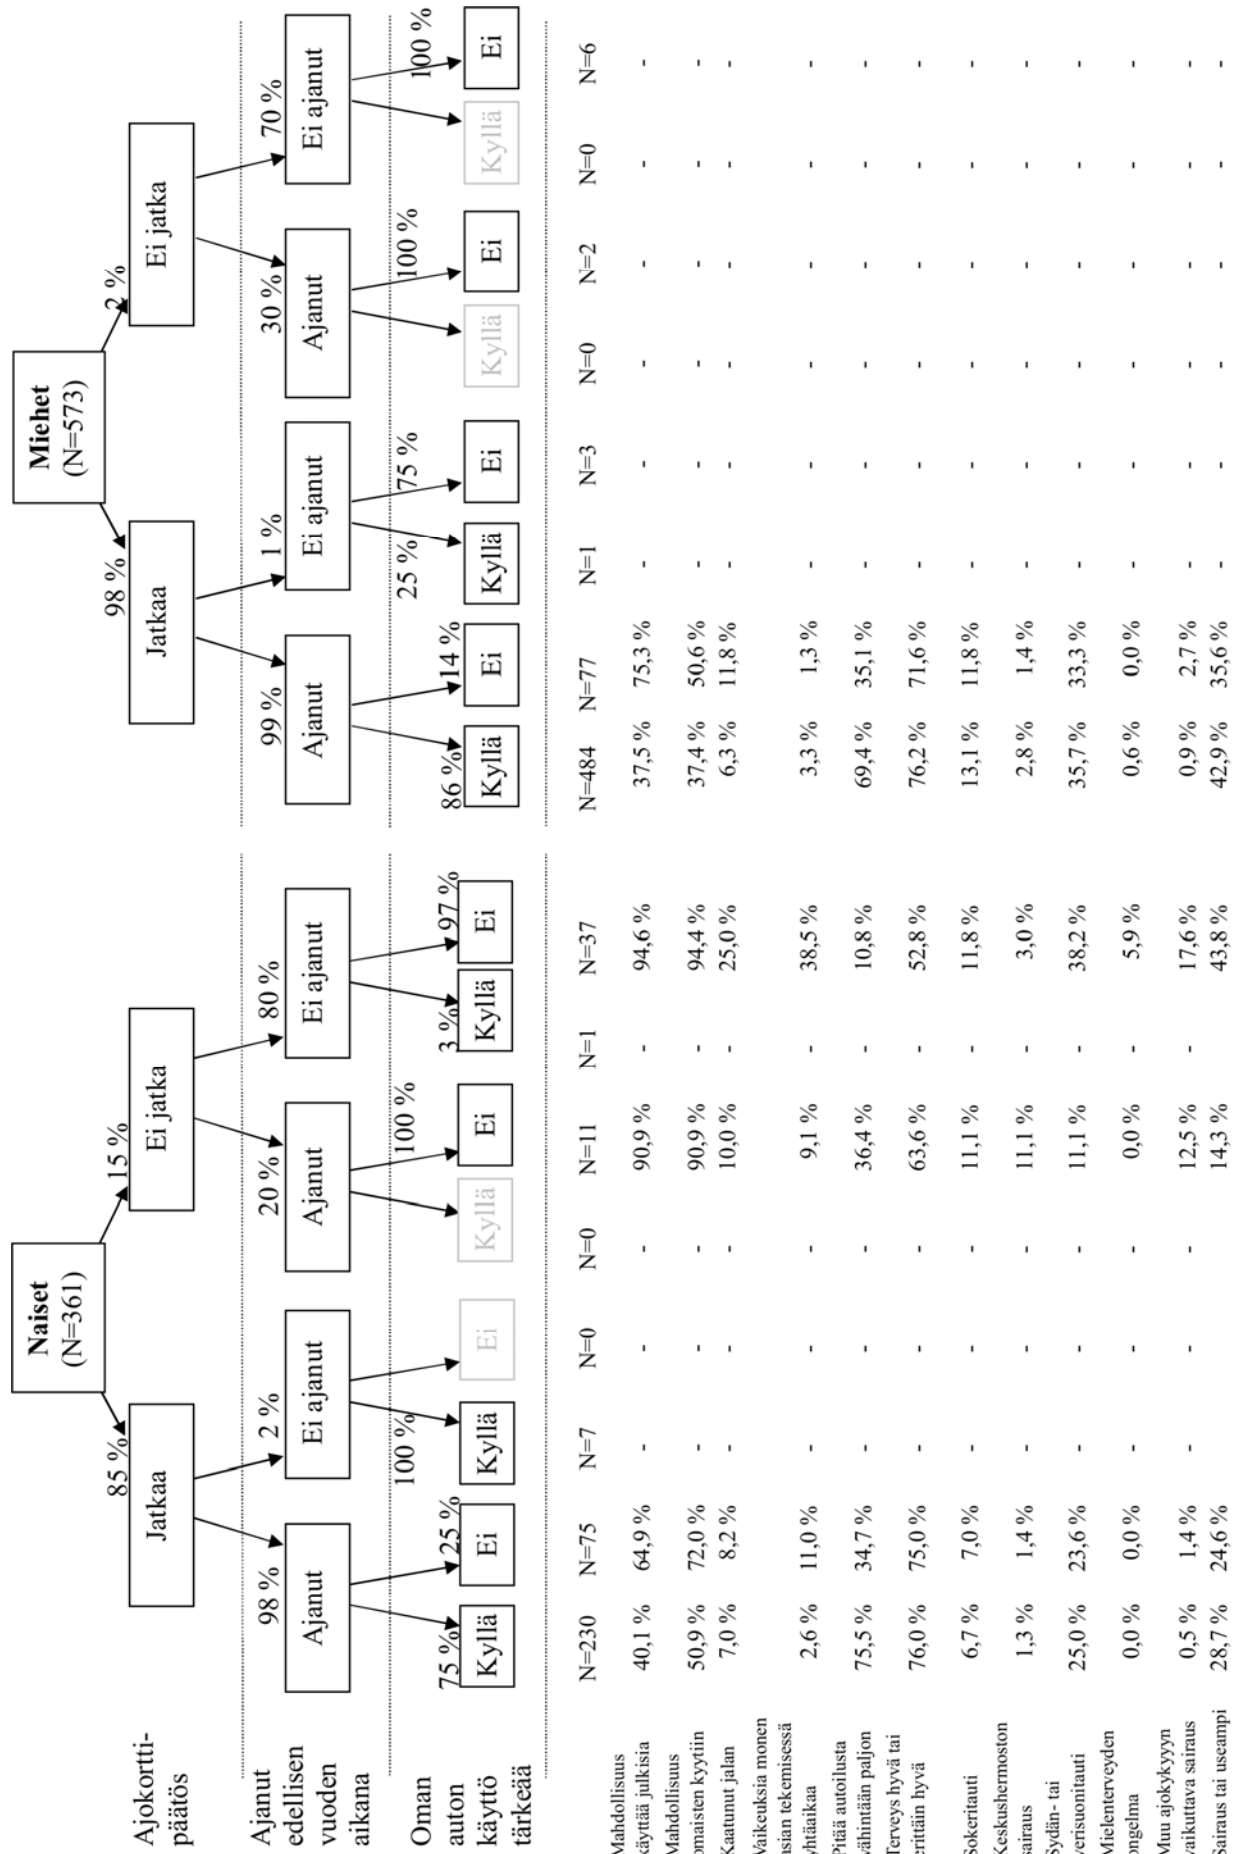 Naiset
(N=361)
Miehet
(N=573)
Ajokortti-
päätös
85 %
15 %
98 %
2 %
Jatkaa
Ei jatka
Jatkaa
Ei jatka
Ajanut
edellisen
vuoden
aikana
98 %
2 %
20 %
80 %
99 %
1 %
30 %
70 %
Ajanut
Ei ajanut
Ajanut
Ei ajanut
Ajanut
Ei ajanut
Ajanut
Ei ajanut
Oman
auton
käyttö
tärkeää
75 %
25 %
100 %
100 %
3 %
97 %
86 %
14 %
25 %
75 %
100 %
100 %
Kyllä
Ei
Kyllä
Ei
Kyllä
Ei
Kyllä
Ei
Kyllä
Ei
Kyllä
Ei
Kyllä
Ei
Kyllä
Ei
N=230 N=75 N=7 N=0 N=0 N=11 N=1 N=37 N=484 N=77 N=1 N=3 N=0 N=2 N=0 N=6
Mahdollisuus
käyttää julkisia 40,1 % 64,9 % - - - 90,9 % - 94,6 % 37,5 % 75,3 % - - - - - -
Mahdollisuus
omaisten kyytiin 50,9 % 72,0 % - - - 90,9 % - 94,4 % 37,4 % 50,6 % - - - - - -
Kaatunut jalan 7,0 % 8,2 % - - - 10,0 % - 25,0 % 6,3 % 11,8 % - - - - - -
Vaikeuksia monen
asian tekemisessä
yhtäaikaa 2,6 % 11,0 % - - - 9,1 % - 38,5 % 3,3 % 1,3 % - - - - - -
Pitää autoilusta
vähintään paljon 75,5 % 34,7 % - - - 36,4 % - 10,8 % 69,4 % 35,1 % - - - - - -
Terveys hyvä tai
erittäin hyvä 76,0 % 75,0 % - - - 63,6 % - 52,8 % 76,2 % 71,6 % - - - - - -
Sokeritauti 6,7 % 7,0 % - - - 11,1 % - 11,8 % 13,1 % 11,8 % - - - - - -
Keskushermoston
sairaus 1,3 % 1,4 % - - - 11,1 % - 3,0 % 2,8 % 1,4 % - - - - - -
Sydän- tai
verisuonitauti 25,0 % 23,6 % - - - 11,1 % - 38,2 % 35,7 % 33,3 % - - - - - -
Mielenterveyden
ongelma 0,0 % 0,0 % - - - 0,0 % - 5,9 % 0,6 % 0,0 % - - - - - -
Muu ajokykyyn
vaikuttava sairaus 0,5 % 1,4 % - - - 12,5 % - 17,6 % 0,9 % 2,7 % - - - - - -
Sairaus tai useampi 28,7 % 24,6 % 14,3 % 43,8 % 42,9 % 35,6 % - - - - - -